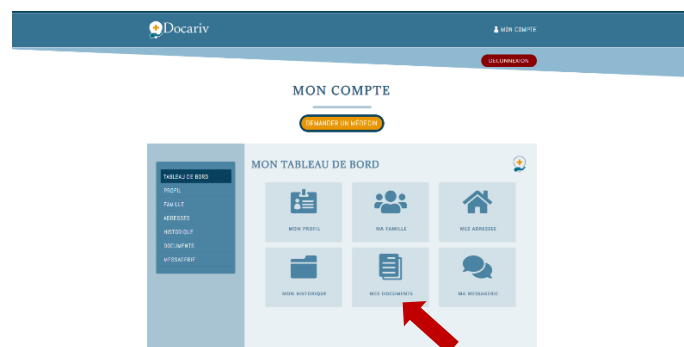 Docariv
MON COMPTE
DÉCONNEXION
MON COMPTE
DEMANDER UN MÉDECIN
MON TABLEAU DE BORD
TABLEAU DE BORD
PROFIL
FAMILLE
ADRESSES
HISTORIQUE
DOCUMENTS
MESSAGERIE
MON PROFIL
MA FAMILLE
MES ADRESSES
MON HISTORIQUE
MES DOCUMENTS
MA MESSAGERIE